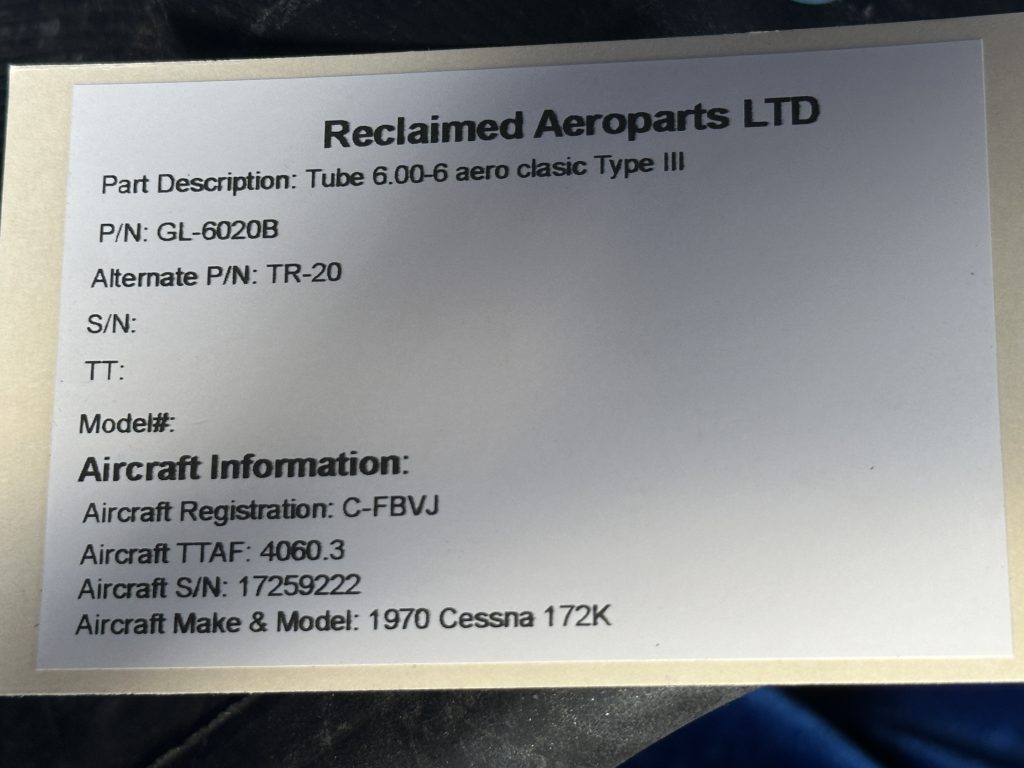 Reclaimed Aeroparts LTD
Part Description: Tube 6.00-6 aero clasic Type III
P/N: GL-6020B
Alternate P/N: TR-20
S/N:
TT:
Model#:
Aircraft Information:
Aircraft Registration: C-FBVJ
Aircraft TTAF: 4060.3
Aircraft S/N: 17259222
Aircraft Make & Model: 1970 Cessna 172K